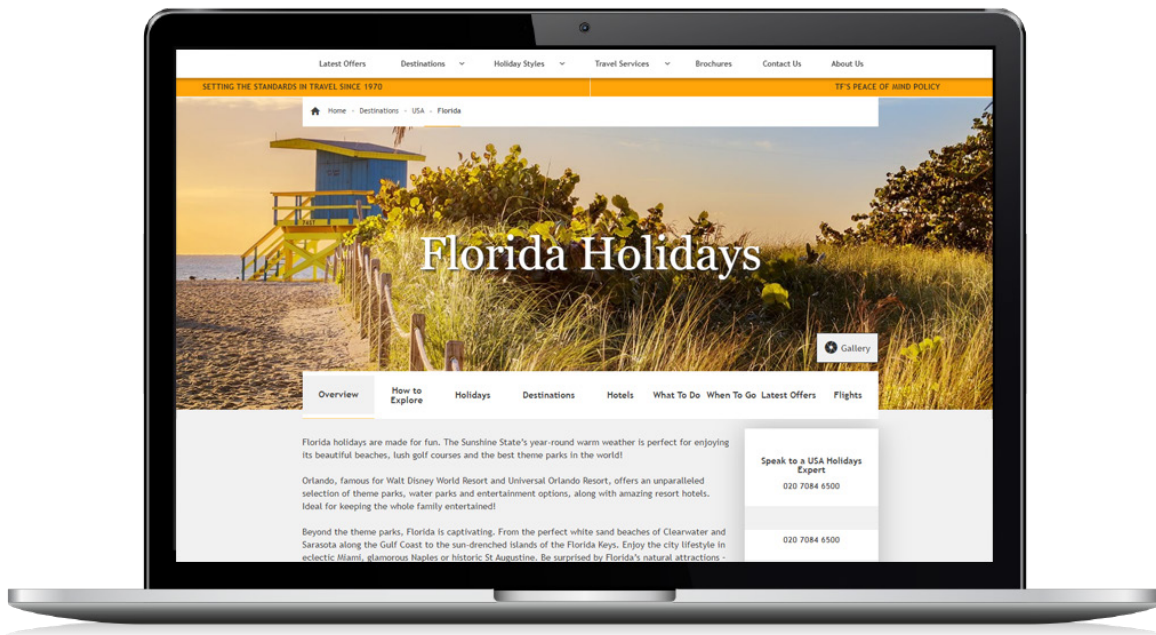 Latest Offers Destinations Holiday Styles Travel Services Brochures Contact Us About Us
SETTING THE STANDARDS IN TRAVEL SINCE 1970 TF'S PEACE OF MIND POLICY
Home - Destinations - USA - Florida
Florida Holidays
Gallery
Overview How to Explore Holidays Destinations Hotels What To Do When To Go Latest Offers Flights
Florida holidays are made for fun. The Sunshine State's year-round warm weather is perfect for enjoying
its beautiful beaches, lush golf courses and the best theme parks in the world!
Orlando, famous for Walt Disney World Resort and Universal Orlando
Resort, offers an unparalleled
selection of theme parks, water parks and entertainment options, along with amazing resort hotels.
Ideal for keeping the whole family entertained!
Beyond the theme parks, Florida is captivating. From the perfect white sand beaches of Clearwater and
Sarasota along the Gulf Coast to the sun-drenched islands of the Florida Keys. Enjoy the city lifestyle in
eclectic Miami, glamorous Naples or historic St Augustine. Be surprised by Florida's natural attractions -
Speak to a USA Holidays
Expert
020 7084 6500
020 7084 6500